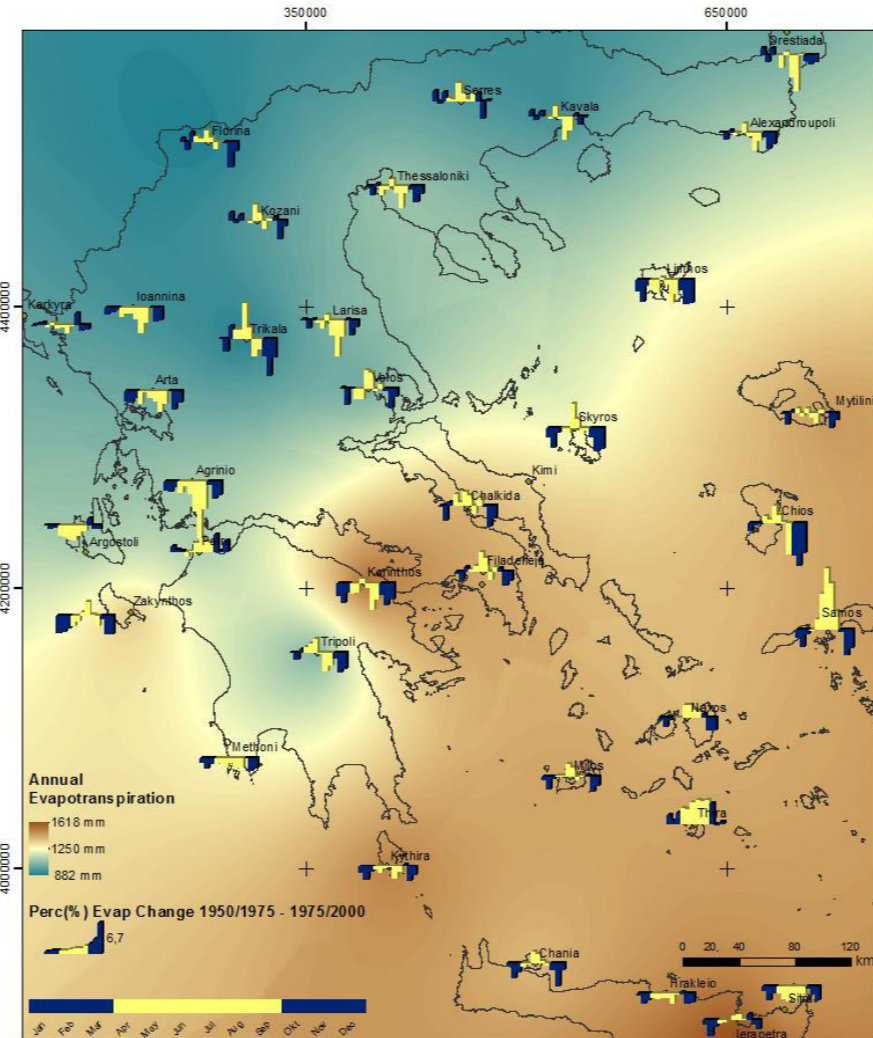 350000 650000
Orestiada
Serres
Kavala
Florina
Alexandroupoli
Thessaloniki
Kozani
Limnos
Ioannina
Kerkyra
4400000
Larisa
Trikala
Volos
Arta
Mytilini
Skyros
Agrinio
Kimi
Chalkida
Chios
Argostoli
Filadelfeia
Korinthos
4200000
Zakynthos
Samos
Tripoli
Naxos
Methoni
Milos
Annual
Evapotranspiration
1618 mm
1250 mm
882 mm
Thira
Kythira
4000000
Perc(%) Evap Change 1950/1975 - 1975/2000
6,7
Chania
0 20 40 80 120
km
Hrakleio
Sitia
Ierapetra
Jan Feb Mar Apr May Jun Jul Aug Sep Okt Nov Dec